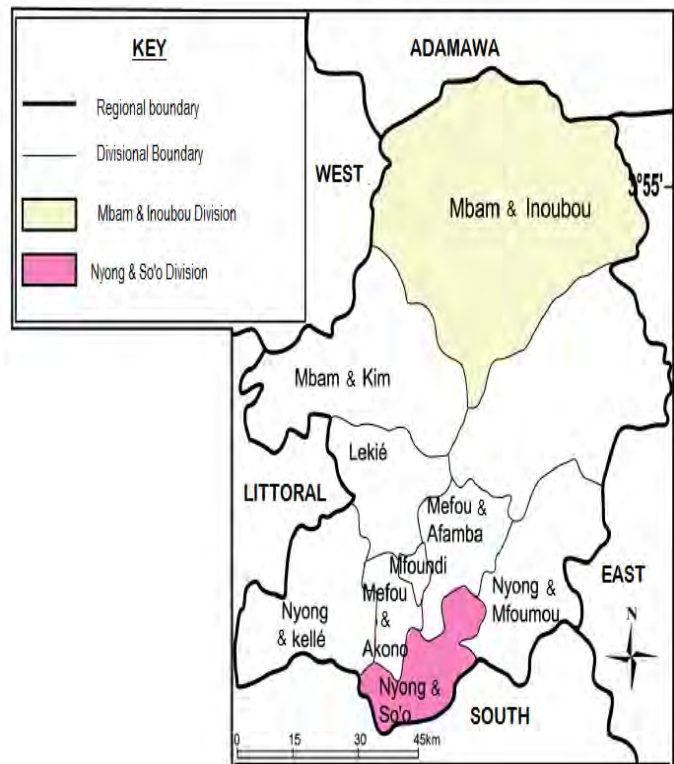 KEY
Regional boundary
Divisional Boundary
Mbam & Inoubou Division
Nyong & So'o Division
ADAMAWA
WEST
°55'
Mbam & Inoubou
Mbam & Kim
Lekié
LITTORAL
Mefou &
Afamba
Mfoundi
EAST
Nyong &
Mfoumou
Mefou
&
Akono
Nyong
& kellé
N
Nyong &
So'o
SOUTH
0 15 30 45km